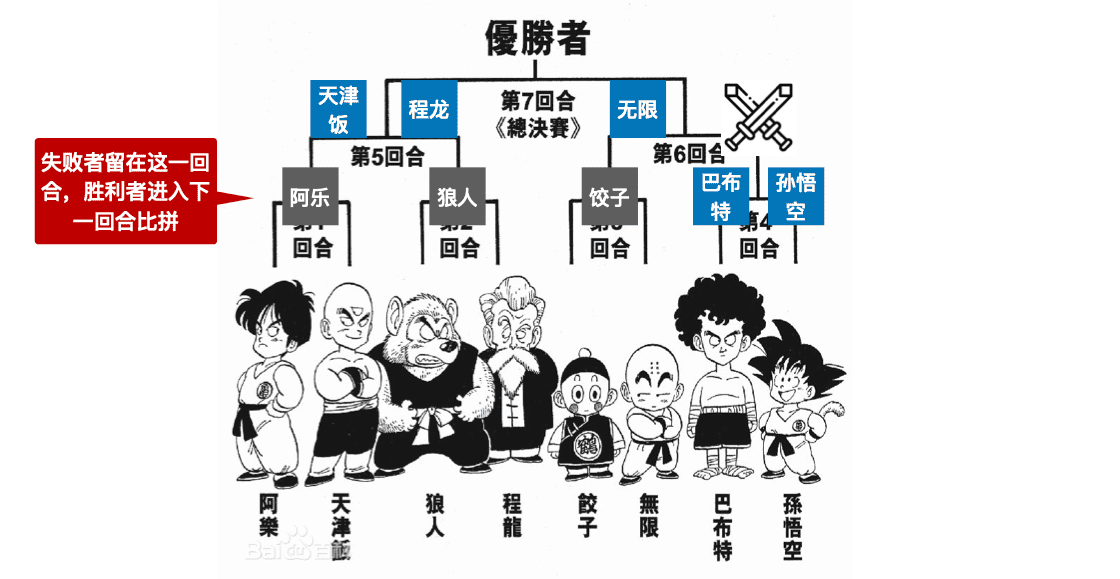 優勝者
天津
饭
程龙
第7回合
《總決賽》
无限
第5回合
第6回合
失败者留在这一回
合，胜利者进入下
一回合比拼
阿乐
狼人
饺子
巴布
特
孙悟
空
第1
回合
第2
回合
第3
回合
第4
回合
阿樂
天津飯
狼人
程龍
餃子
無限
巴布特
孫悟空
鶴
Baidu百科